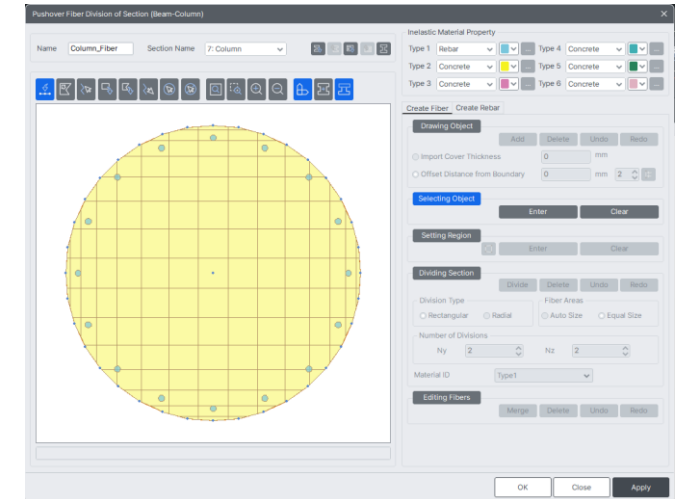 Pushover Fiber Division of Section (Beam-Column)
Name Column_Fiber Section Name 7: Column
Inelastic Material Property
Type 1 Rebar ... Type 4 Concrete ...
Type 2 Concrete ... Type 5 Concrete ...
Type 3 Concrete ... Type 6 Concrete ...
Create Fiber Create Rebar
Drawing Object
Add Delete Undo Redo
Import Cover Thickness 0 mm
Offset Distance from Boundary 0 mm 2
Selecting Object
Enter Clear
Setting Region
Enter Clear
Dividing Section
Divide Delete Undo Redo
Division Type Fiber Areas
Rectangular Radial Auto Size Equal Size
Number of Divisions
Ny 2 Nz 2
Material ID Type1
Editing Fibers
Merge Delete Undo Redo
OK Close Apply